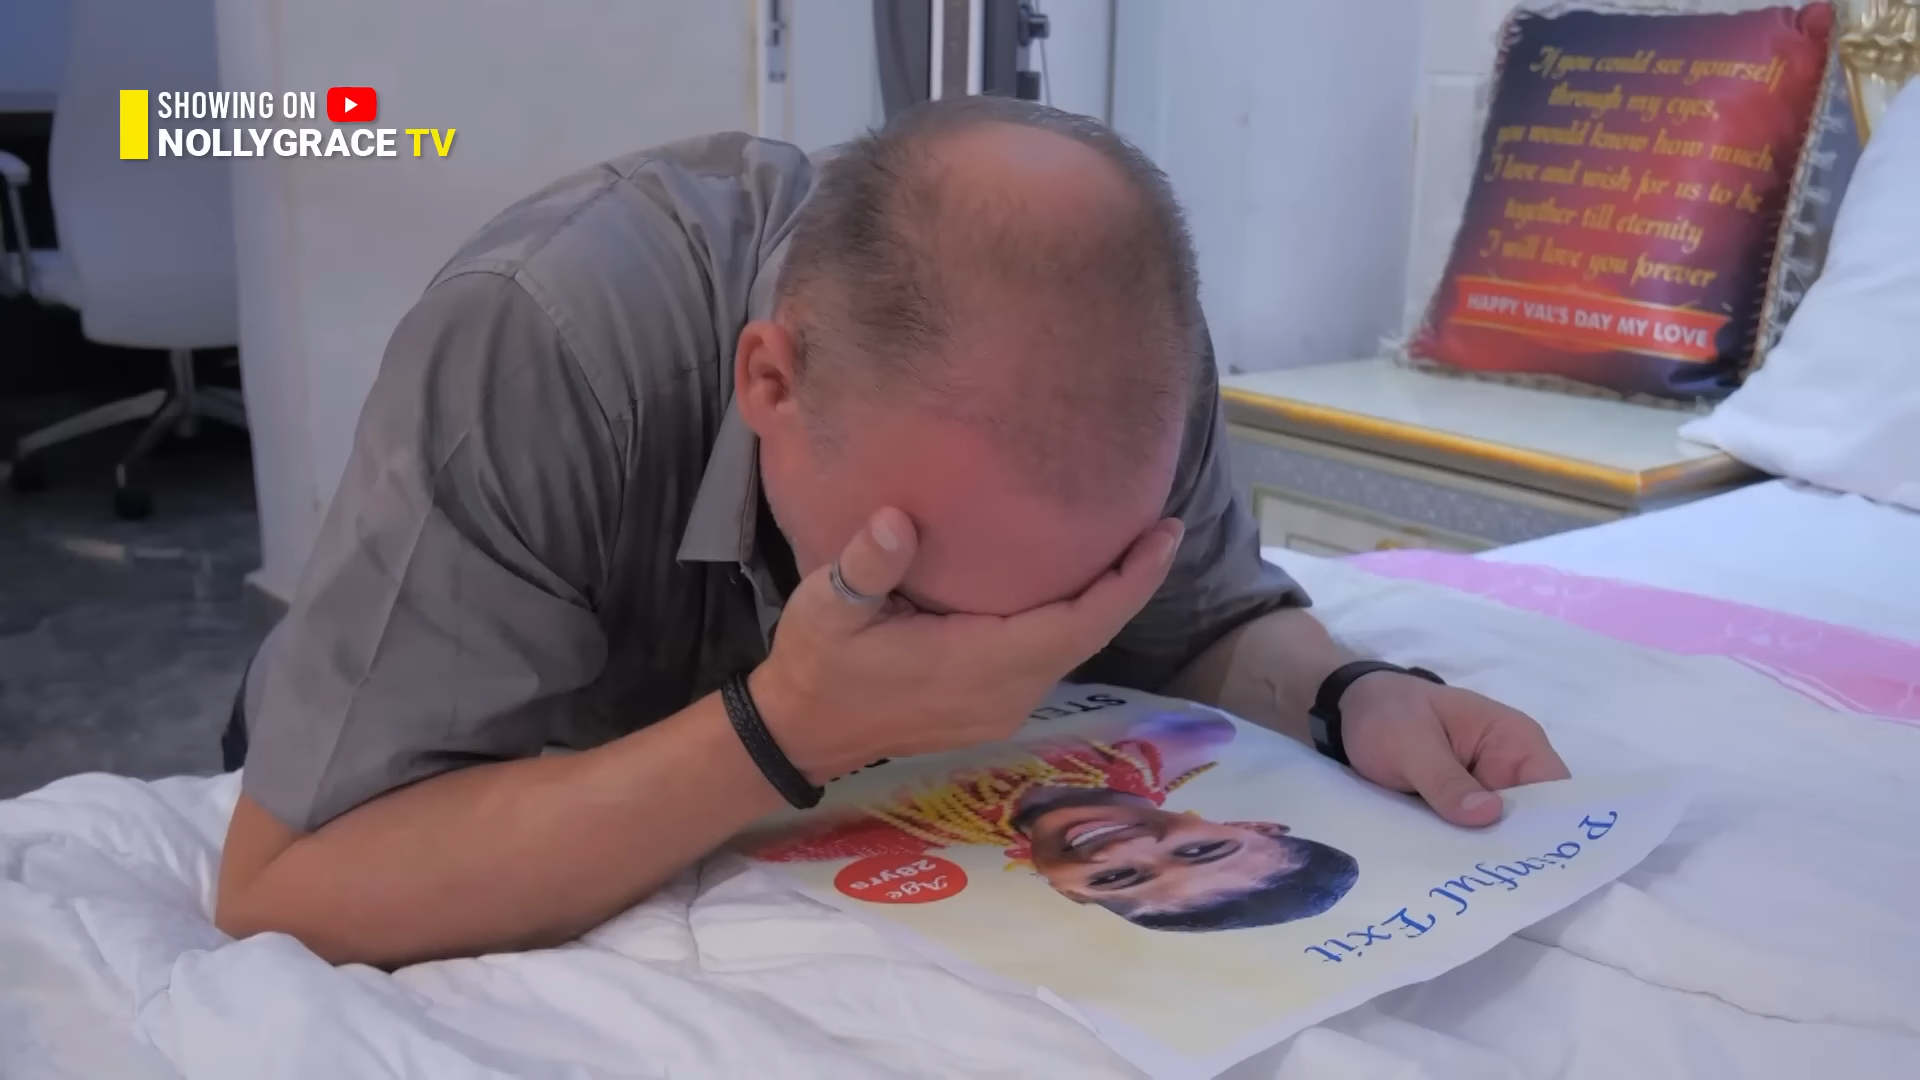 SHOWING ON
NOLLYGRACE TV
If you could see yourself
through my eyes,
you would know how much
I love and wish for us to be
together till eternity
I will love you forever
HAPPY VAL'S DAY MY LOVE
Painful Exit
Age
28yrs